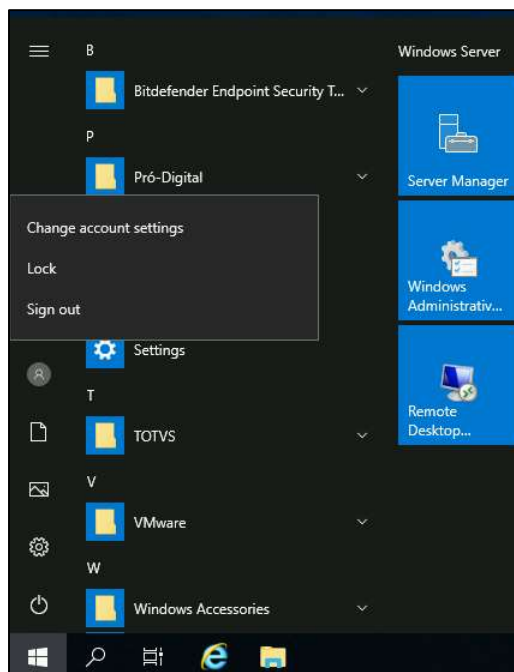 B
Windows Server
Bitdefender Endpoint Security T...
P
Pró-Digital
Server Manager
Change account settings
Lock
Sign out
Windows
Administrativ...
Settings
T
TOTVS
Remote
Desktop...
V
VMware
W
Windows Accessories